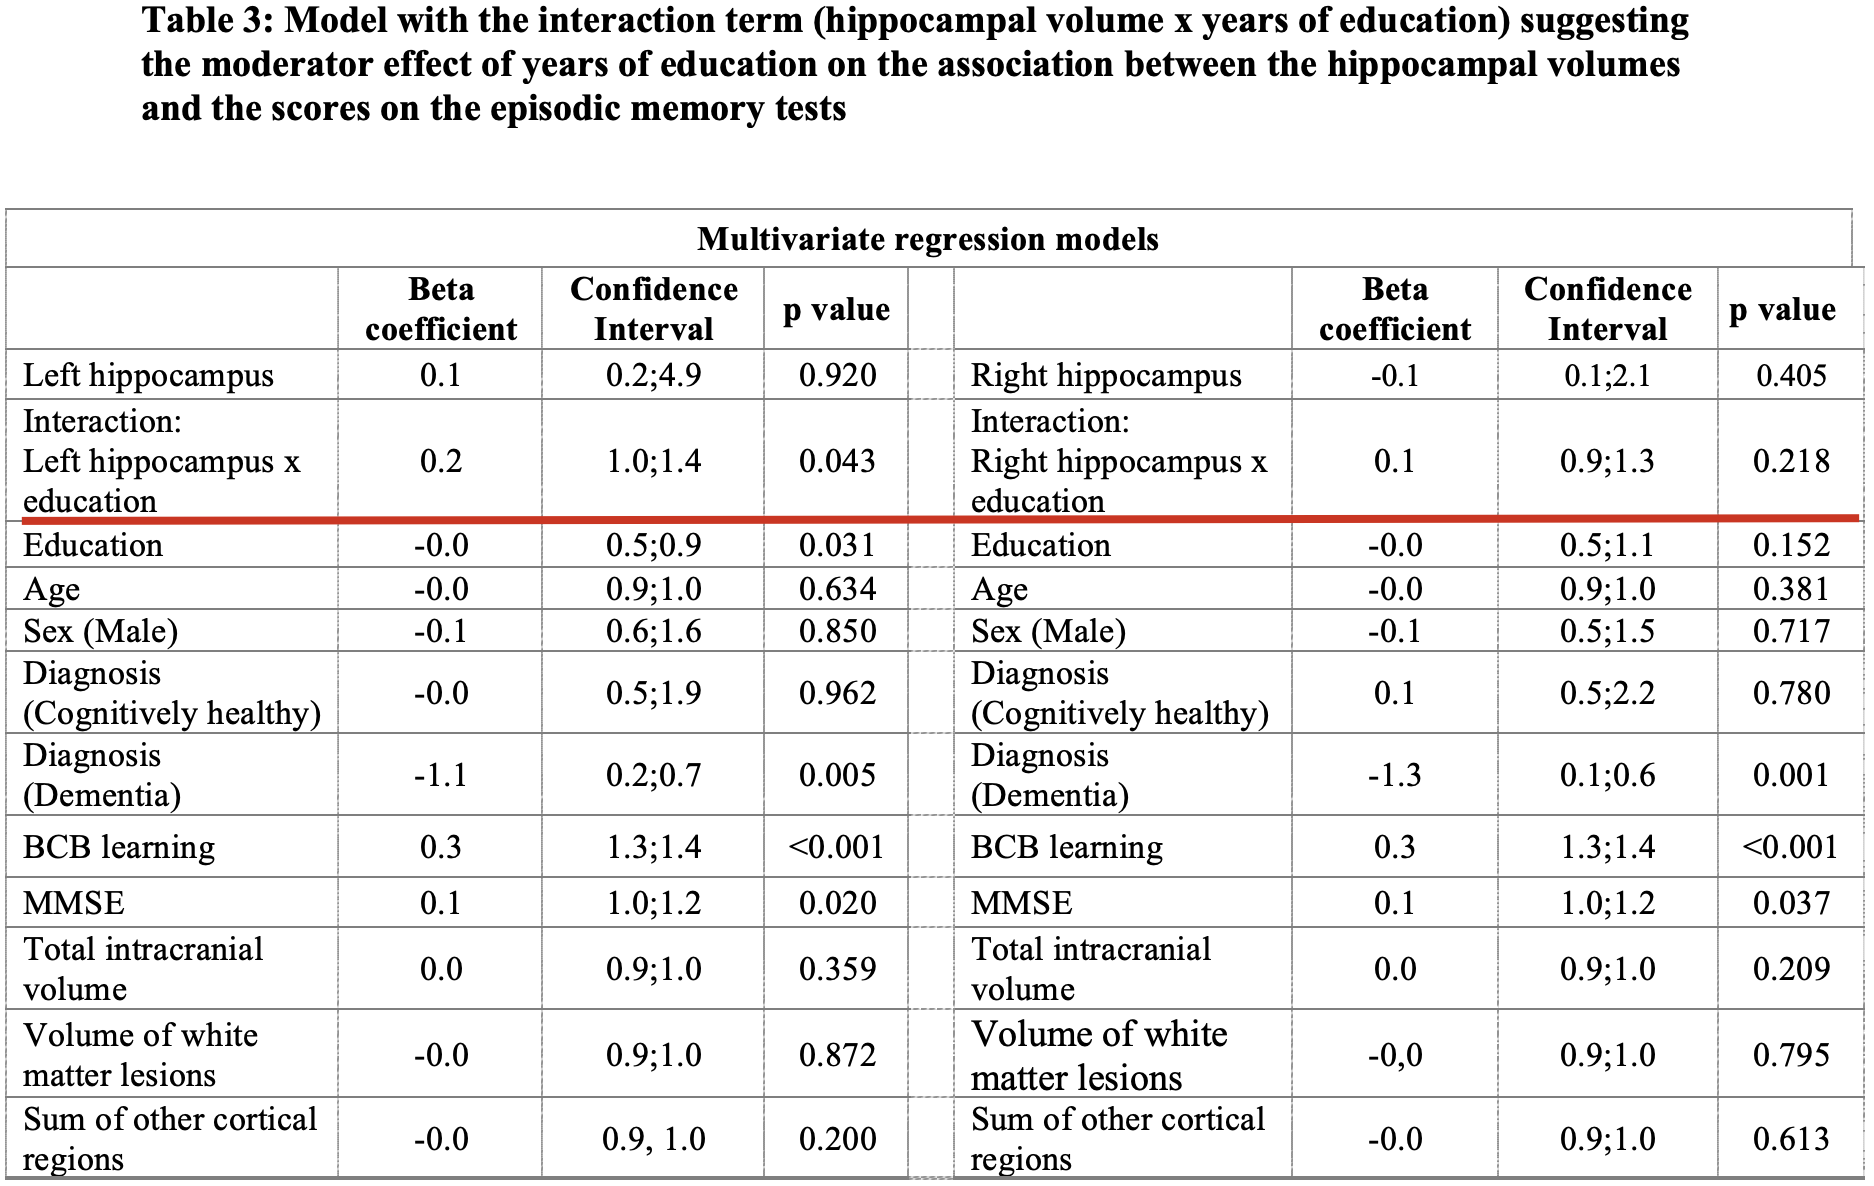 Table 3: Model with the interaction term (hippocampal volume x years of education) suggesting
the moderator effect of years of education on the association between the hippocampal volumes
and the scores on the episodic memory tests
Multivariate regression models
Beta coefficient Confidence Interval p value Beta coefficient Confidence Interval p value
Left hippocampus 0.1 0.2;4.9 0.920 Right hippocampus -0.1 0.1;2.1 0.405
Interaction: Left hippocampus x education 0.2 1.0;1.4 0.043 Interaction: Right hippocampus x education 0.1 0.9;1.3 0.218
Education -0.0 0.5;0.9 0.031 Education -0.0 0.5;1.1 0.152
Age -0.0 0.9;1.0 0.634 Age -0.0 0.9;1.0 0.381
Sex (Male) -0.1 0.6;1.6 0.850 Sex (Male) -0.1 0.5;1.5 0.717
Diagnosis (Cognitively healthy) -0.0 0.5;1.9 0.962 Diagnosis (Cognitively healthy) 0.1 0.5;2.2 0.780
Diagnosis (Dementia) -1.1 0.2;0.7 0.005 Diagnosis (Dementia) -1.3 0.1;0.6 0.001
BCB learning 0.3 1.3;1.4 <0.001 BCB learning 0.3 1.3;1.4 <0.001
MMSE 0.1 1.0;1.2 0.020 MMSE 0.1 1.0;1.2 0.037
Total intracranial volume 0.0 0.9;1.0 0.359 Total intracranial volume 0.0 0.9;1.0 0.209
Volume of white matter lesions -0.0 0.9;1.0 0.872 Volume of white matter lesions -0,0 0.9;1.0 0.795
Sum of other cortical regions -0.0 0.9, 1.0 0.200 Sum of other cortical regions -0.0 0.9;1.0 0.613